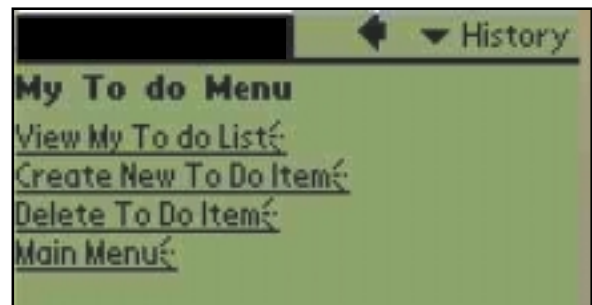 History
My To do Menu
View My To do List
Create New To Do Item
Delete To Do Item
Main Menu